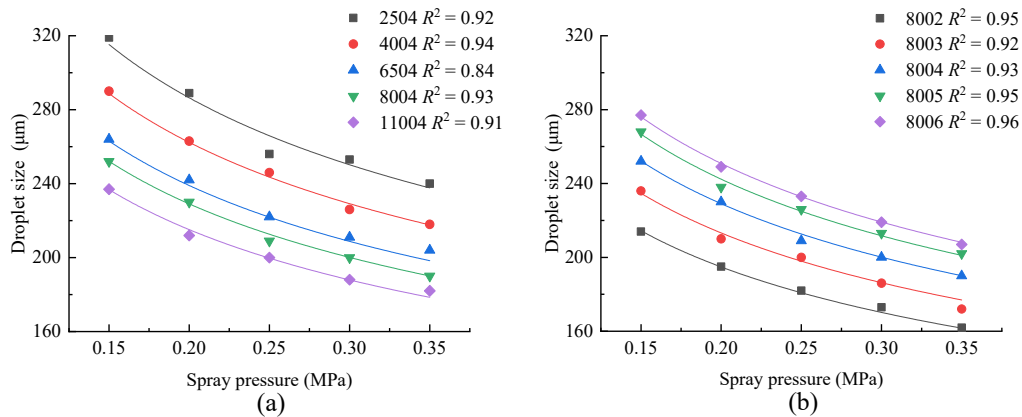 2504 R² = 0.92
4004 R² = 0.94
6504 R² = 0.84
8004 R² = 0.93
11004 R² = 0.91
320
280
240
200
160
Droplet size (μm)
0.15 0.20 0.25 0.30 0.35
Spray pressure (MPa)
(a)
8002 R² = 0.95
8003 R² = 0.92
8004 R² = 0.93
8005 R² = 0.95
8006 R² = 0.96
320
280
240
200
160
Droplet size (μm)
0.15 0.20 0.25 0.30 0.35
Spray pressure (MPa)
(b)